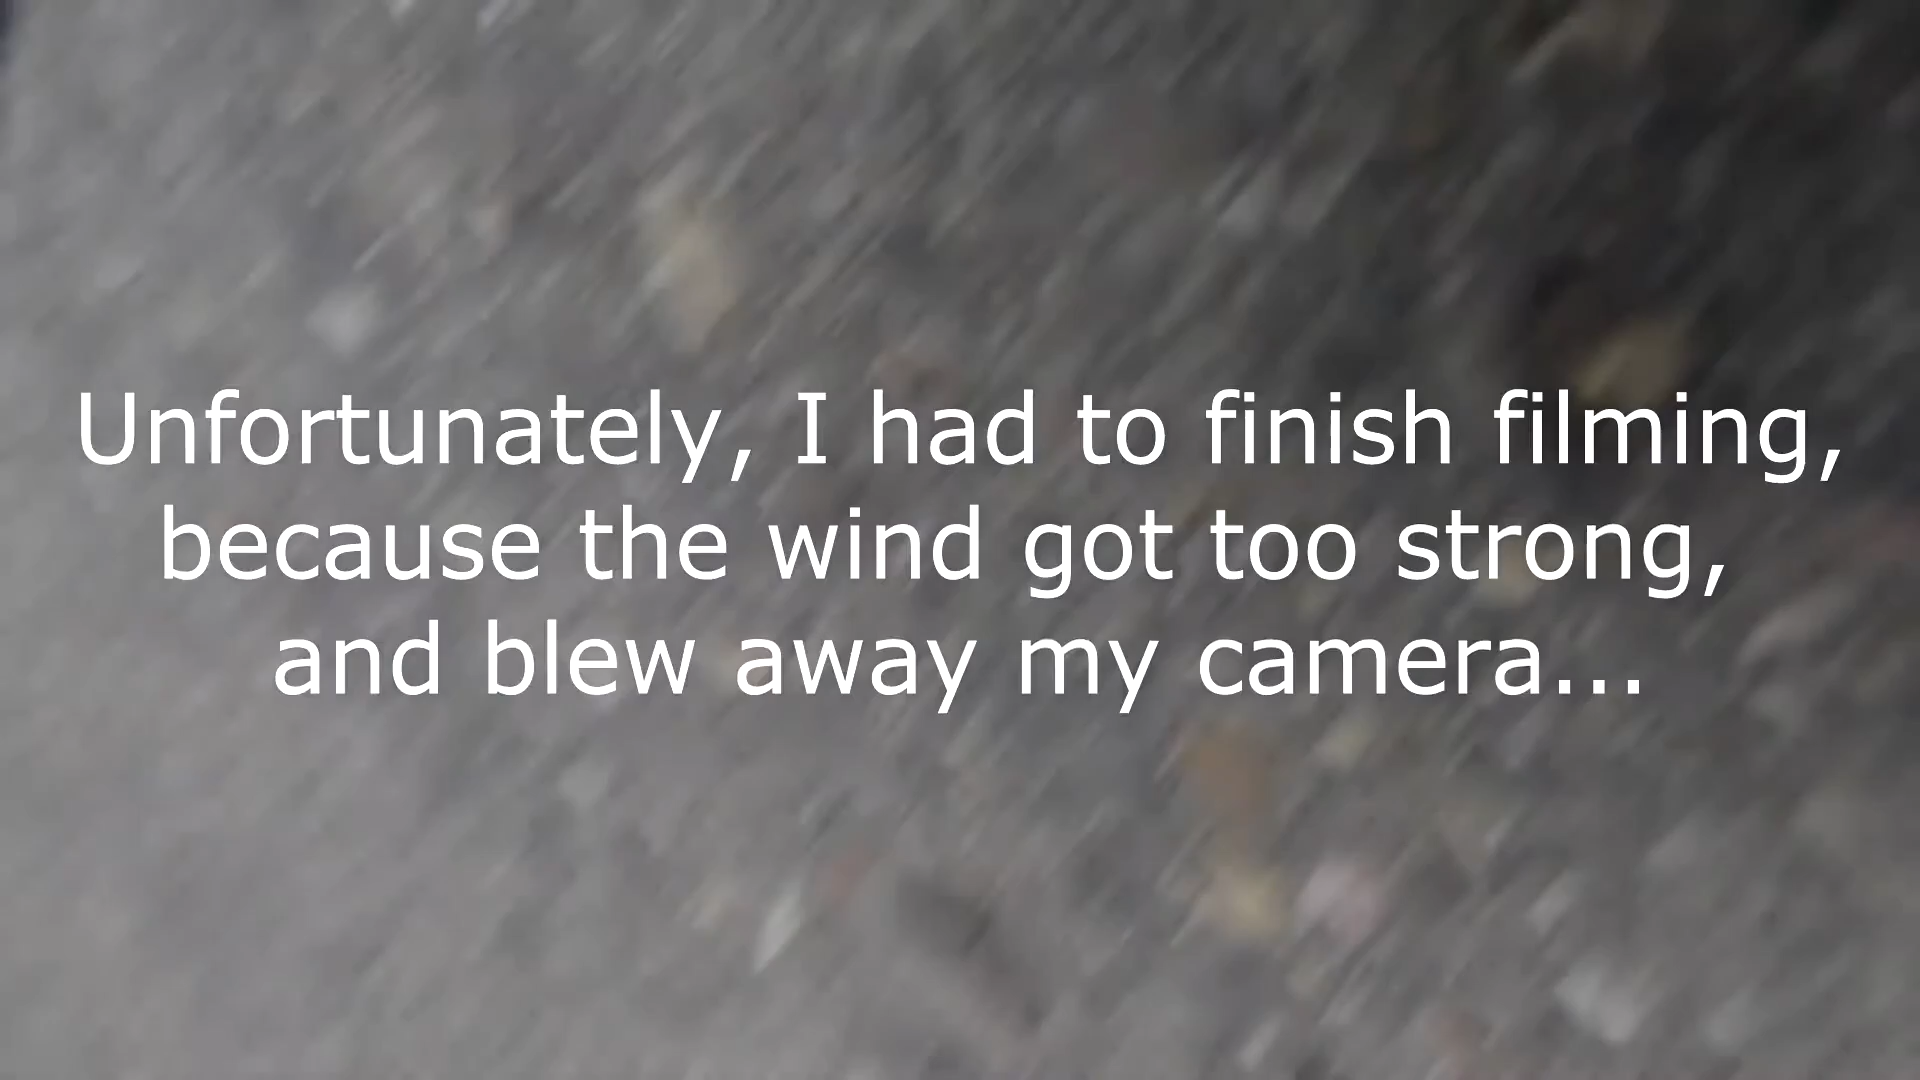 Unfortunately, I had to finish filming,
because the wind got too strong,
and blew away my camera...